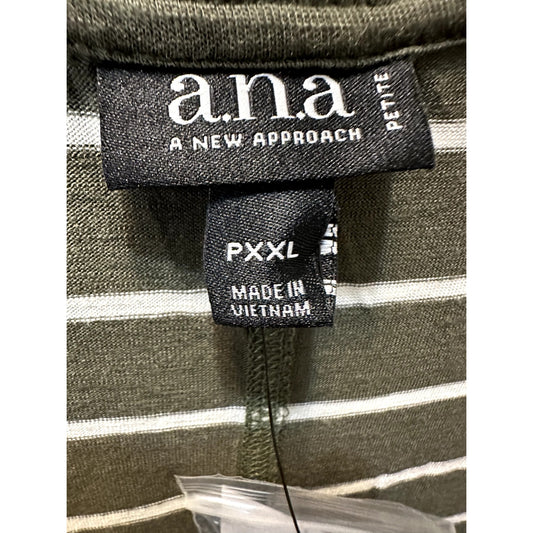 a.n.a
A NEW APPROACH
PETITE
PXXL
MADE IN
VIETNAM